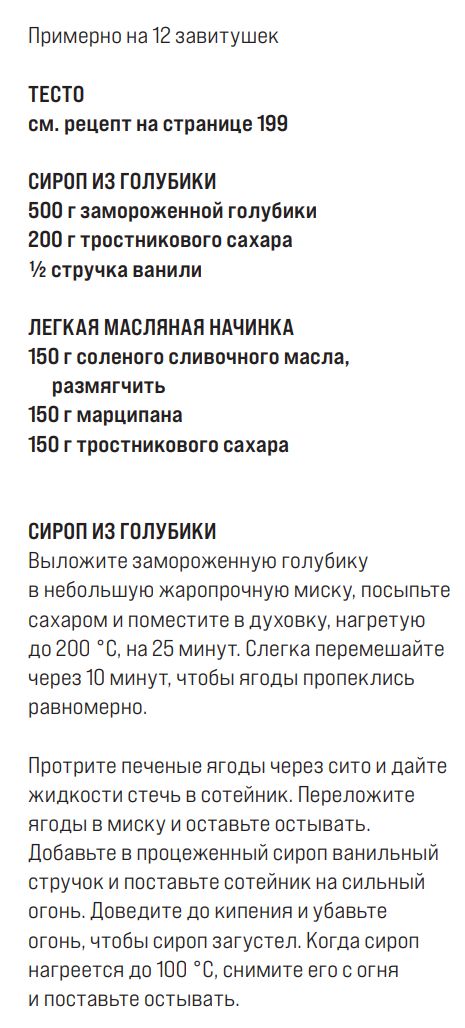 Примерно на 12 завитушек
ТЕСТО
см. рецепт на странице 199
СИРОП ИЗ ГОЛУБИКИ
500 г замороженной голубики
200 г тростникового сахара
½ стручка ванили
ЛЕГКАЯ МАСЛЯНАЯ НАЧИНКА
150 г соленого сливочного масла,
размягчить
150 г марципана
150 г тростникового сахара
СИРОП ИЗ ГОЛУБИКИ
Выложите замороженную голубику
в небольшую жаропрочную миску, посыпьте
сахаром и поместите в духовку, нагретую
до 200 °С, на 25 минут. Слегка перемешайте
через 10 минут, чтобы ягоды пропеклись
равномерно.
Протрите печеные ягоды через сито и дайте
жидкости стечь в сотейник. Переложите
ягоды в миску и оставьте остывать.
Добавьте в процеженный сироп ванильный
стручок и поставьте сотейник на сильный
огонь. Доведите до кипения и убавьте
огонь, чтобы сироп загустел. Когда сироп
нагреется до 100 °С, снимите его с огня
и поставьте остывать.